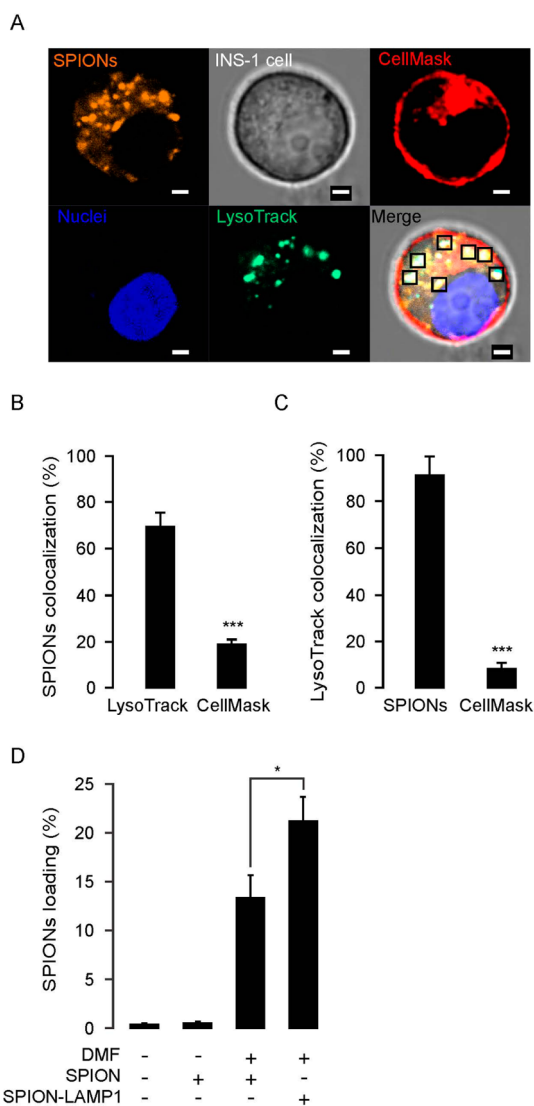 A
SPIONs INS-1 cell CellMask
Nuclei LysoTrack Merge
B
SPIONs colocalization (%)
100
80
60
40
20
0
***
LysoTrack CellMask
C
LysoTrack colocalization (%)
100
80
60
40
20
0
***
SPIONs CellMask
D
SPIONs loading (%)
25
20
15
10
5
0
*
DMF - - + +
SPION - + + -
SPION-LAMP1 - - - +